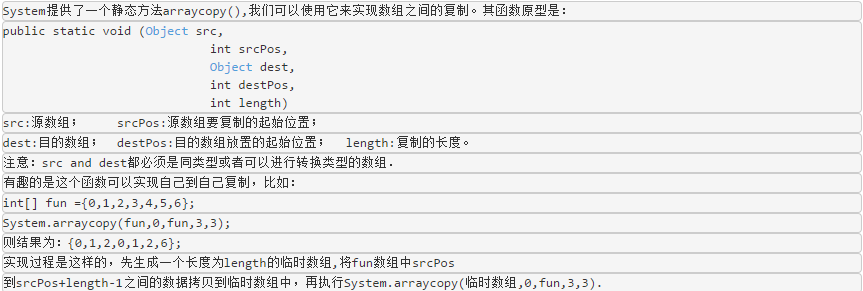 System提供了一个静态方法arraycopy(),我们可以使用它来实现数组之间的复制。其函数原型是：
public static void (Object src,
int srcPos,
Object dest,
int destPos,
int length)
src:源数组； srcPos:源数组要复制的起始位置；
dest:目的数组； destPos:目的数组放置的起始位置； length:复制的长度。
注意：src and dest都必须是同类型或者可以进行转换类型的数组．
有趣的是这个函数可以实现自己到自己复制，比如：
int[] fun ={0,1,2,3,4,5,6};
System.arraycopy(fun,0,fun,3,3);
则结果为：{0,1,2,0,1,2,6};
实现过程是这样的，先生成一个长度为length的临时数组,将fun数组中srcPos
到srcPos+length-1之间的数据拷贝到临时数组中，再执行System.arraycopy(临时数组,0,fun,3,3)．